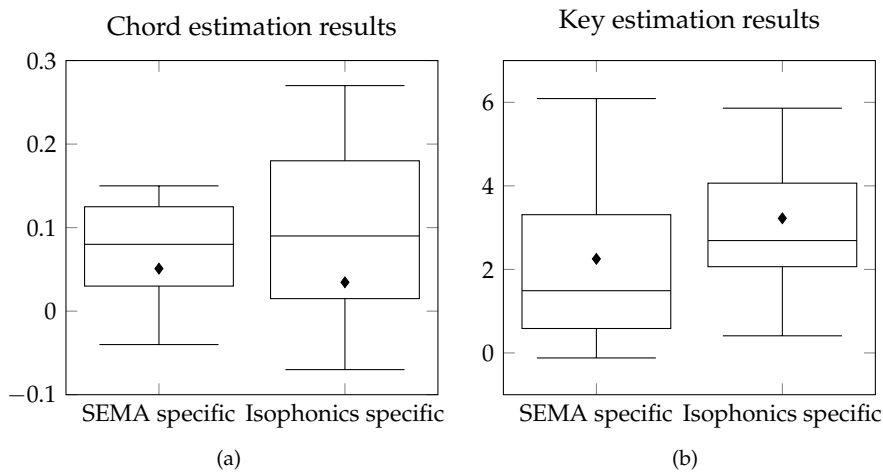 Chord estimation results
0.3
0.2
0.1
0
−0.1
SEMA specific Isophonics specific
(a)
Key estimation results
6
4
2
0
SEMA specific Isophonics specific
(b)